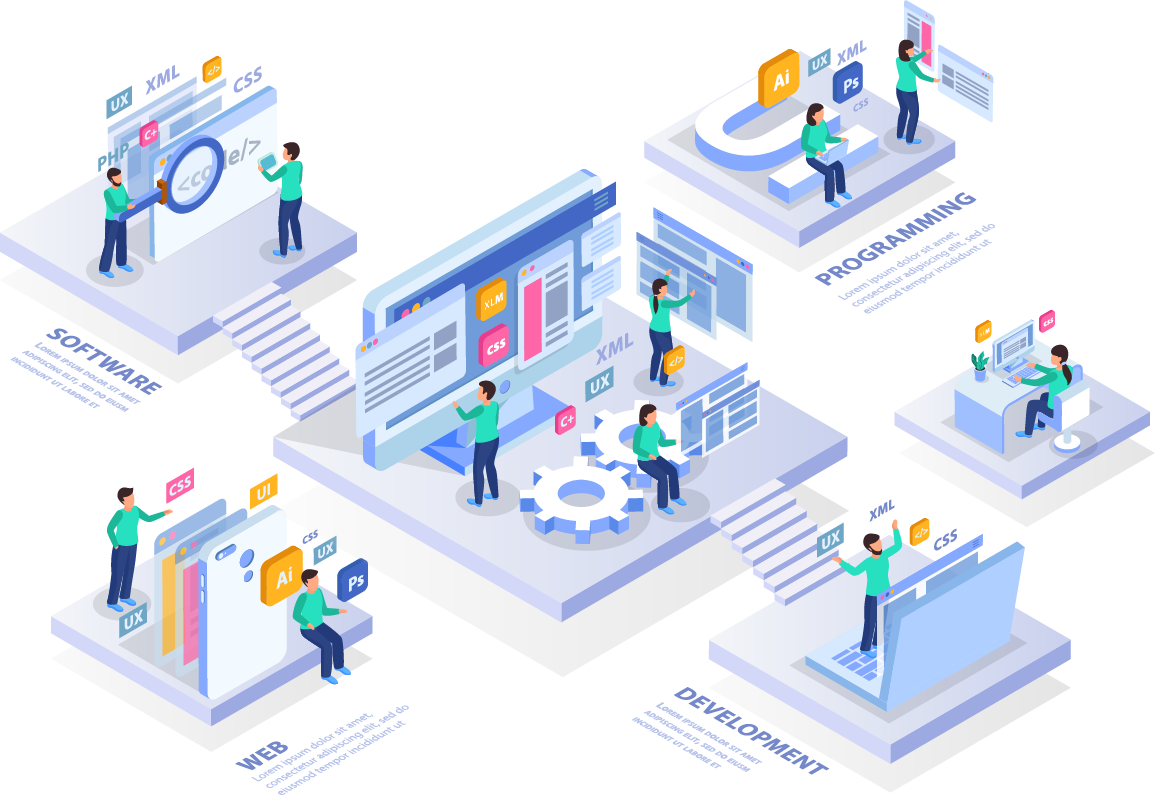 UX
XML
</>
CSS
C+
PHP
<code/>
SOFTWARE
LOREM IPSUM DOLOR SIT AMET
ADIPISCING ELIT, SED DO EIUSM
INCIDIDUNT UT LABORE ET
Ai
UX
XML
Ps
CSS
PROGRAMMING
Lorem ipsum dolor sit amet,
consectetur adipiscing elit, sed do
eiusmod tempor incididunt ut
XLM
CSS
XML
UX
</>
C+
XLM
CSS
CSS
UI
CSS
UX
Ai
Ps
UX
WEB
Lorem ipsum dolor sit amet,
consectetur adipiscing elit, sed do
eiusmod tempor incididunt ut
XML
UX
</>
CSS
DEVELOPMENT
LOREM IPSUM DOLOR SIT AMET
ADIPISCING ELIT, SED DO EIUSM
INCIDIDUNT UT LABORE ET